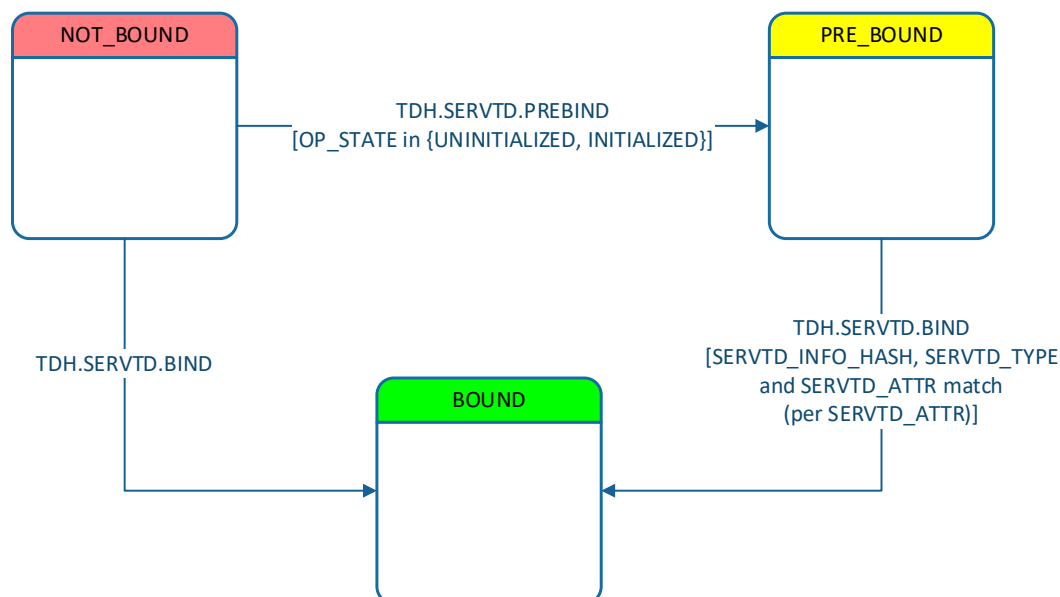 NOT_BOUND
PRE_BOUND
TDH.SERVTD.PREBIND
[OP_STATE in {UNINITIALIZED, INITIALIZED}]
TDH.SERVTD.BIND
TDH.SERVTD.BIND
[SERVTD_INFO_HASH, SERVTD_TYPE
and SERVTD_ATTR match
(per SERVTD_ATTR)]
BOUND